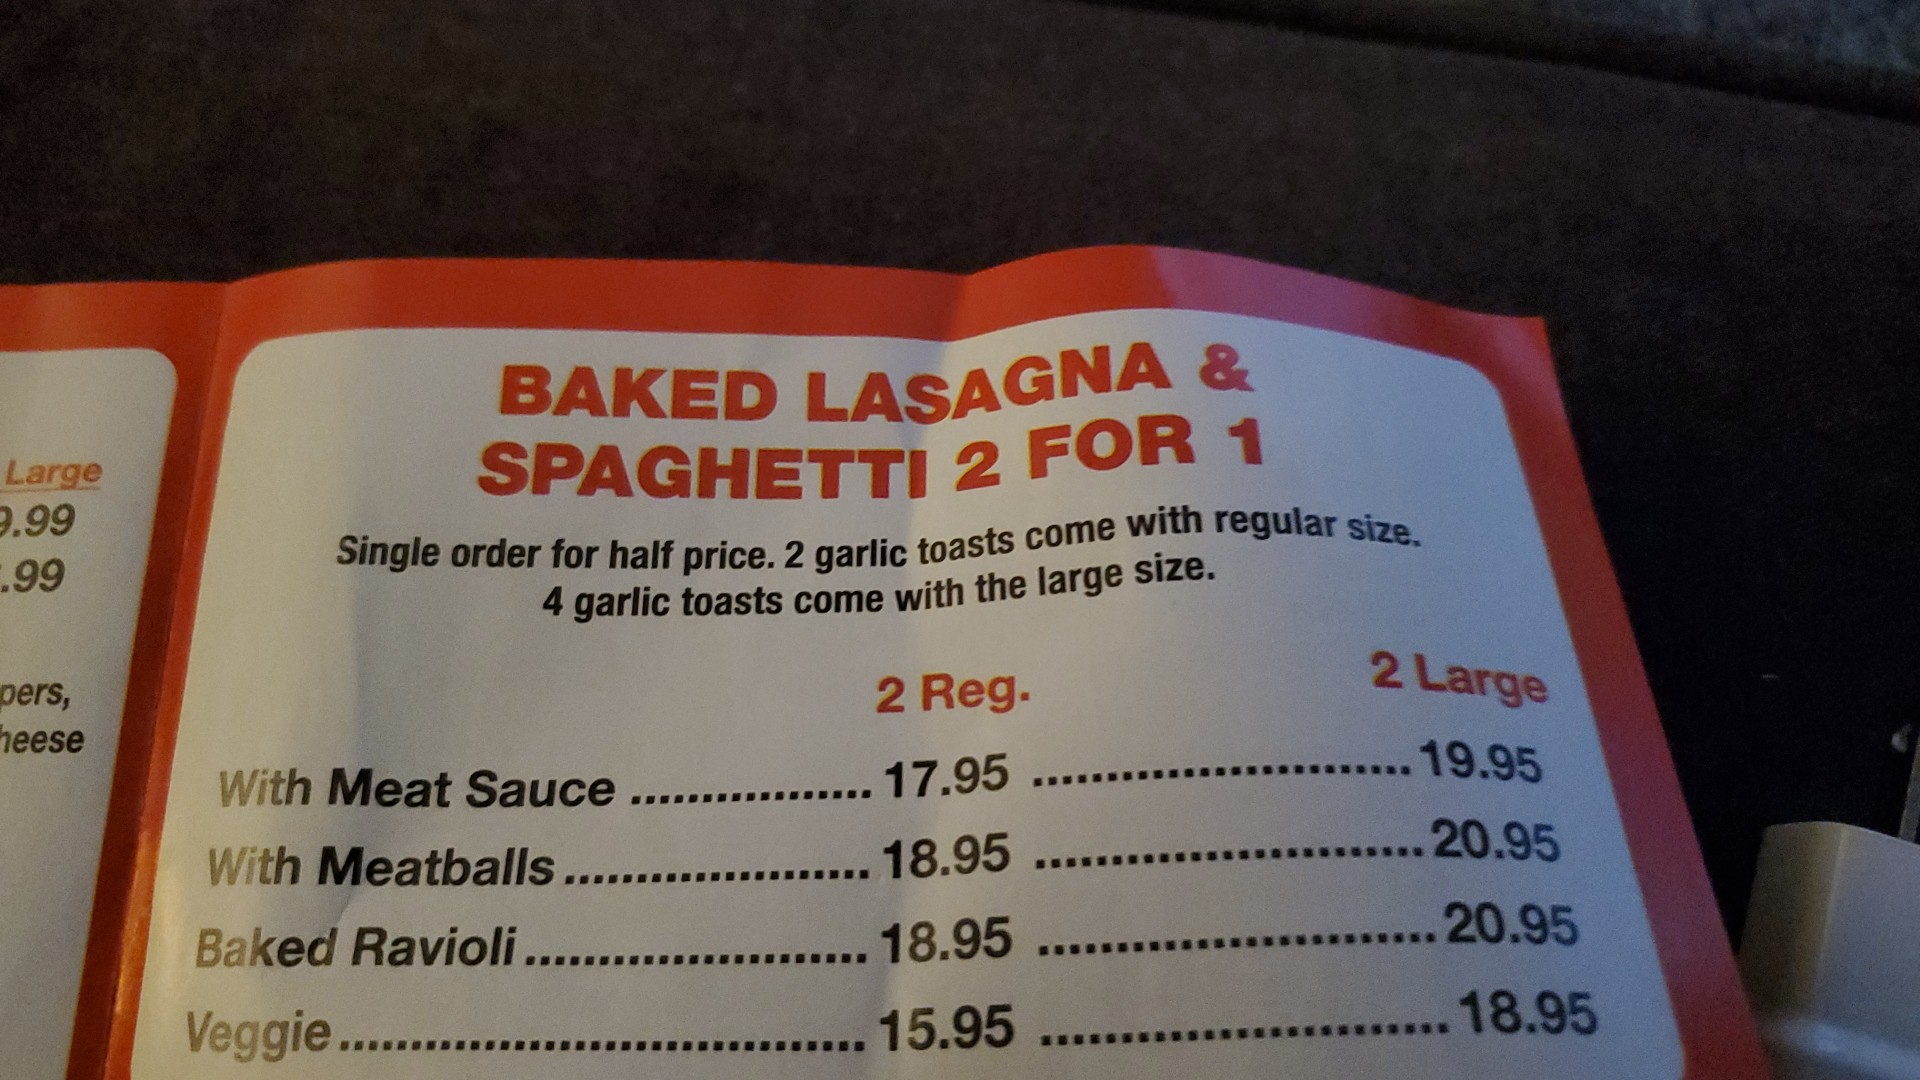 Large
.99
.99
BAKED LASAGNA &
SPAGHETTI 2 FOR 1
Single order for half price. 2 garlic toasts come with regular size.
4 garlic toasts come with the large size.
2 Reg. 2 Large
With Meat Sauce ................. 17.95 .......................... 19.95
With Meatballs ..................... 18.95 .......................... 20.95
Baked Ravioli ........................ 18.95 ........................... 20.95
Veggie .................................... 15.95 ............................ 18.95